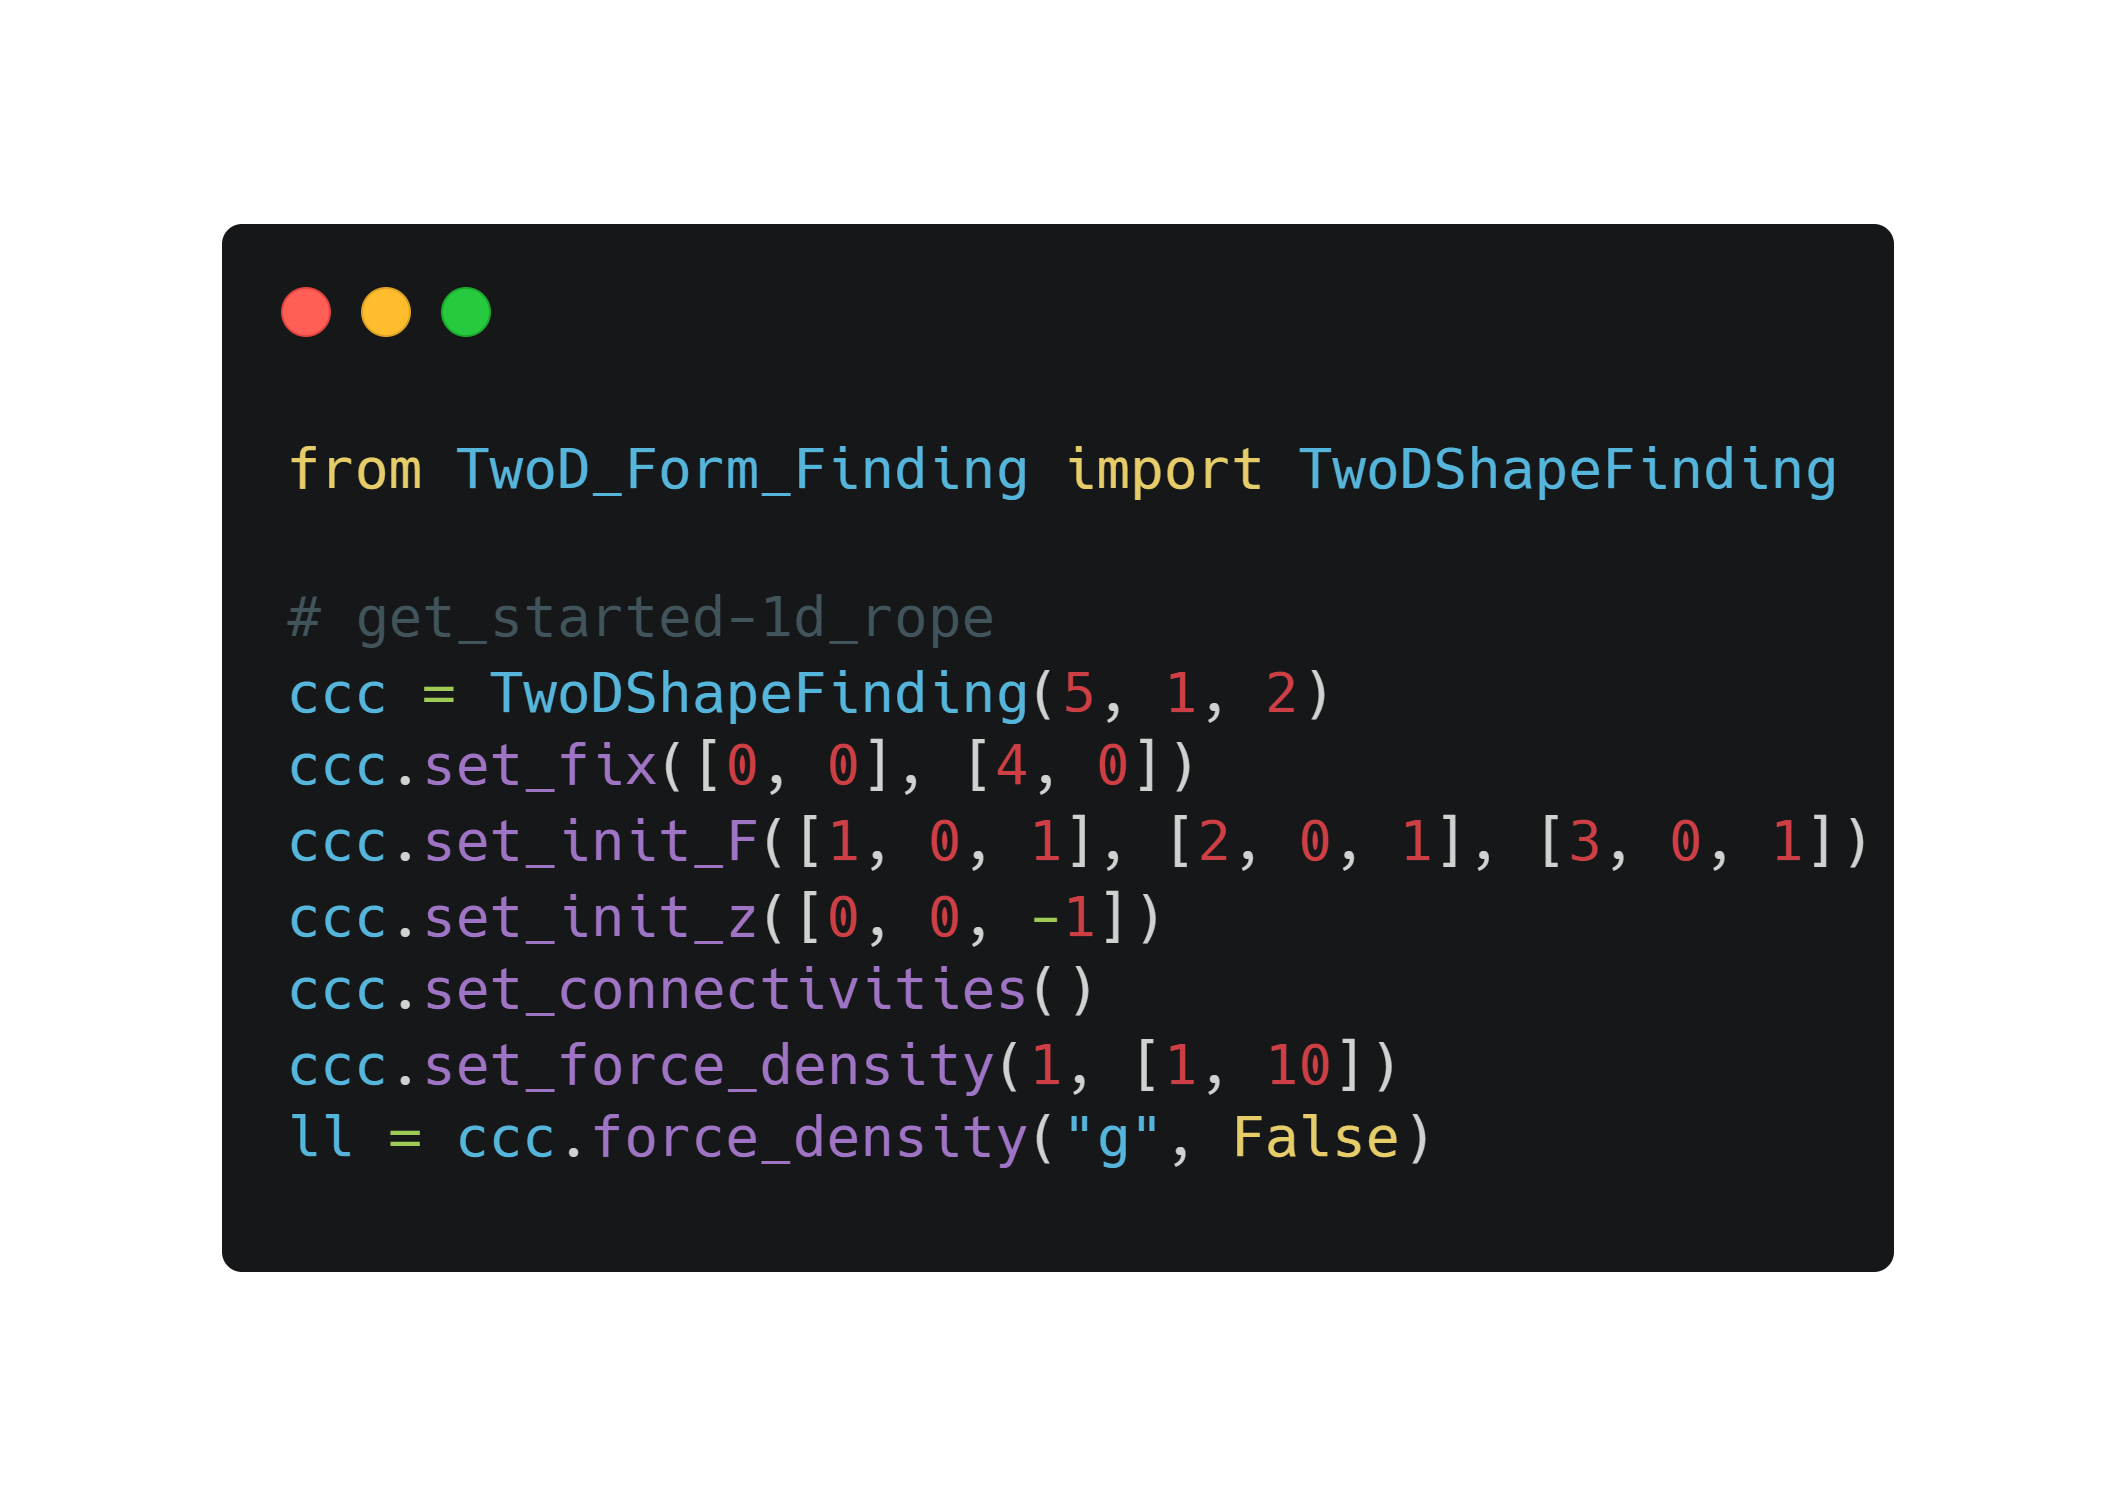 from TwoD_Form_Finding import TwoDShapeFinding
# get_started-1d_rope
ccc = TwoDShapeFinding(5, 1, 2)
ccc.set_fix([0, 0], [4, 0])
ccc.set_init_F([1, 0, 1], [2, 0, 1], [3, 0, 1])
ccc.set_init_z([0, 0, -1])
ccc.set_connectivities()
ccc.set_force_density(1, [1, 10])
ll = ccc.force_density("g", False)